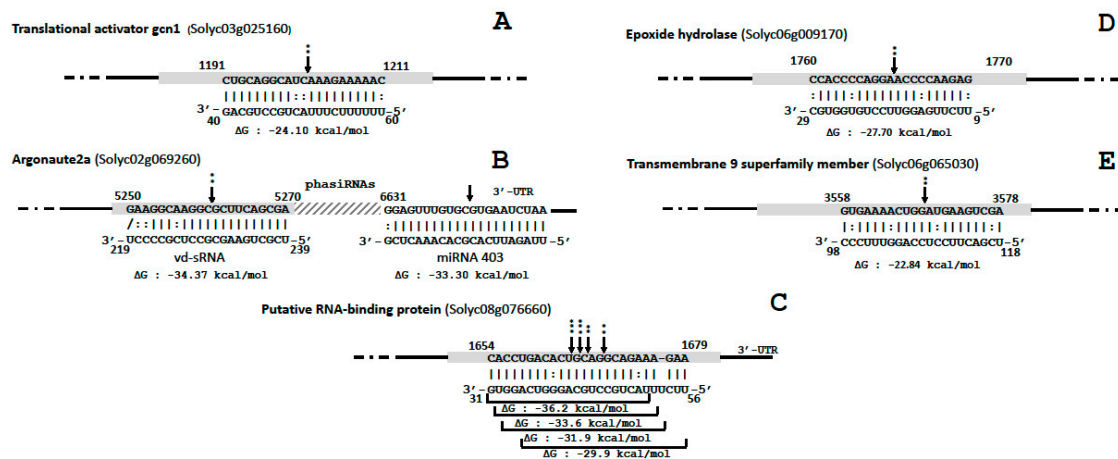 Translational activator gcn1 (Solyc03g025160)
A
1191 1211
CUGCAGGCAUCAAAGAAAAAC
3’- GACGUCCGUCAUUUCUUUUUU -5’
40 60
ΔG : -24.10 kcal/mol
Argonaute2a (Solyc02g069260)
B
5250 5270 phasiRNAs 6631 3’-UTR
GAAGGCAAGGCGCUUCAGCGA GGAGUUUGUGCGUGAAUCUAA
3’-UCCCCGCUCCGCGAAGUCGCU-5’ 3’-GCUCAAACACGCACUUAGAUU-5’
219 239
vd-sRNA miRNA 403
ΔG : -34.37 kcal/mol ΔG : -33.30 kcal/mol
Putative RNA-binding protein (Solyc08g076660)
C
1654 1679 3’-UTR
CACCUGACACUGCAGGCAGAAA-GAA
3’-GUGGACUGGGACGUCCGUCAUUUCUU-5’
31 56
ΔG : -36.2 kcal/mol
ΔG : -33.6 kcal/mol
ΔG : -31.9 kcal/mol
ΔG : -29.9 kcal/mol
Epoxide hydrolase (Solyc06g009170)
D
1760 1770
CCACCCCAGGAACCCCAAGAG
3’- CGUGGUGUCCUUGGAGUUCUU -5’
29 9
ΔG : -27.70 kcal/mol
Transmembrane 9 superfamily member (Solyc06g065030)
E
3558 3578
GUGAAAACUGGAUGAAGUCGA
3’- CCCUUUGGACCUCCUUCAGCU -5’
98 118
ΔG : -22.84 kcal/mol